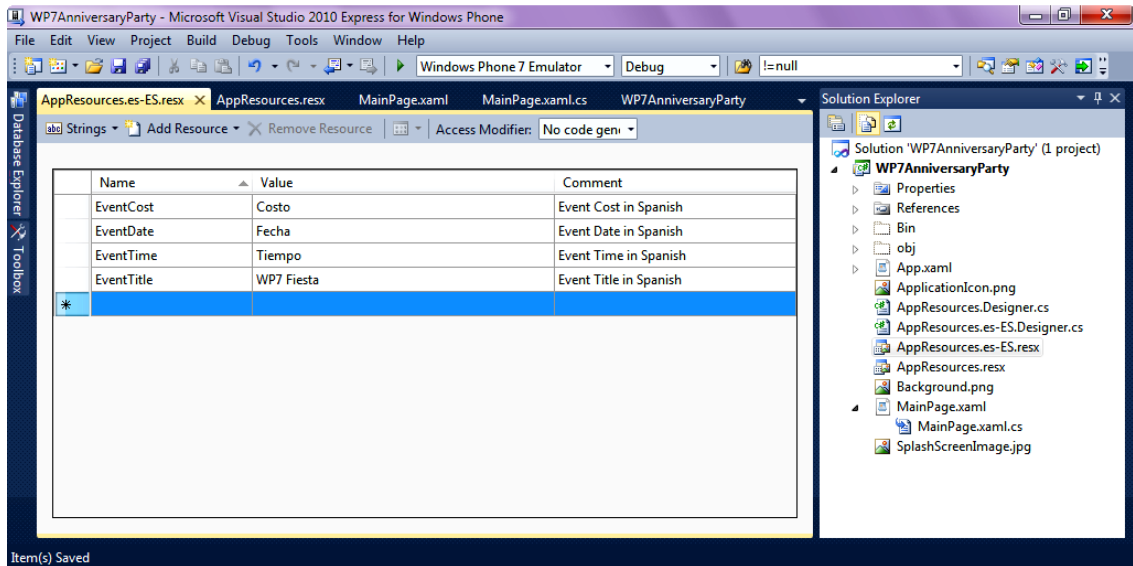 WP7AnniversaryParty - Microsoft Visual Studio 2010 Express for Windows Phone
File Edit View Project Build Debug Tools Window Help
Windows Phone 7 Emulator Debug !=null
AppResources.es-ES.resx AppResources.resx MainPage.xaml MainPage.xaml.cs WP7AnniversaryParty
abc Strings Add Resource Remove Resource Access Modifier: No code gen
Name Value Comment
EventCost Costo Event Cost in Spanish
EventDate Fecha Event Date in Spanish
EventTime Tiempo Event Time in Spanish
EventTitle WP7 Fiesta Event Title in Spanish
Database Explorer
Toolbox
Solution Explorer
Solution 'WP7AnniversaryParty' (1 project)
WP7AnniversaryParty
Properties
References
Bin
obj
App.xaml
ApplicationIcon.png
AppResources.Designer.cs
AppResources.es-ES.Designer.cs
AppResources.es-ES.resx
AppResources.resx
Background.png
MainPage.xaml
MainPage.xaml.cs
SplashScreenImage.jpg
Item(s) Saved